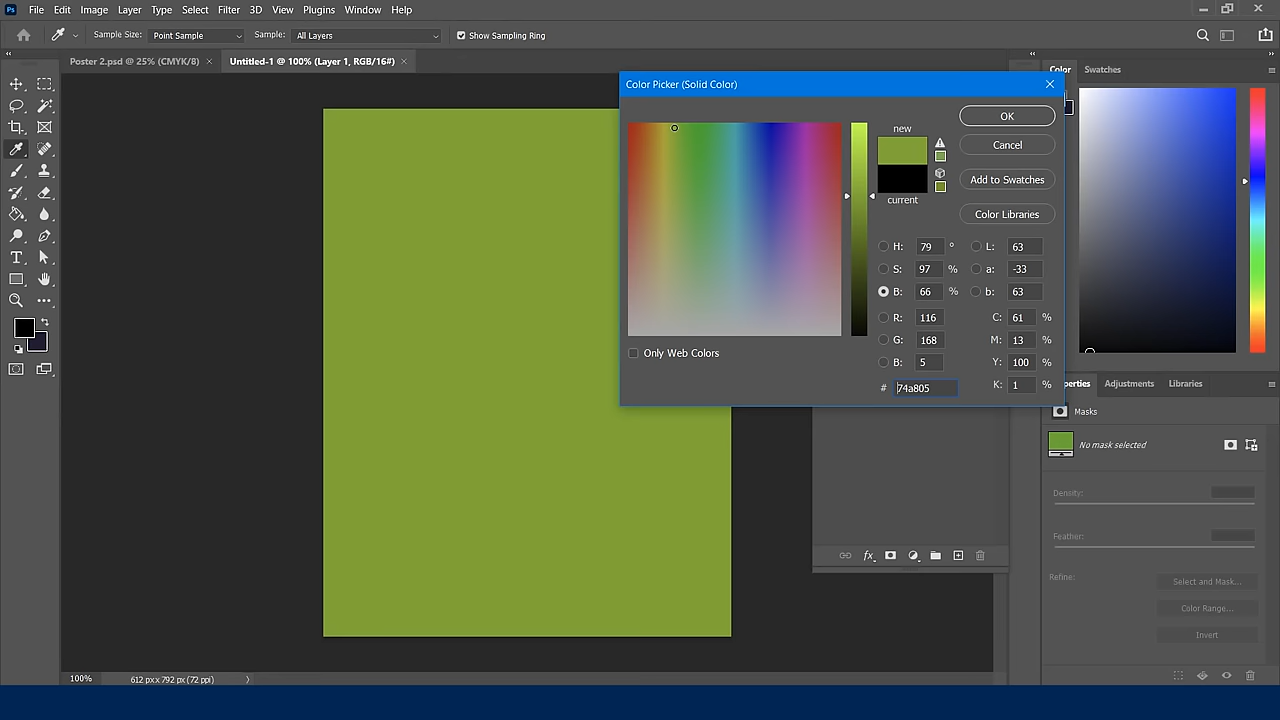 Ps File Edit Image Layer Type Select Filter 3D View Plugins Window Help
Sample Size: Point Sample Sample: All Layers Show Sampling Ring
Poster 2.psd @ 25% (CMYK/8) × Untitled-1 @ 100% (Layer 1, RGB/16#) ×
Color Swatches
Color Picker (Solid Color)
new
current
OK
Cancel
Add to Swatches
Color Libraries
H: 79 ° L: 63
S: 97 % a: -33
B: 66 % b: 63
R: 116 C: 61 %
G: 168 M: 13 %
B: 5 Y: 100 %
# 74a805 K: 1 %
Only Web Colors
perties Adjustments Libraries
Masks
No mask selected
Density:
Feather:
Refine: Select and Mask...
Color Range...
Invert
fx
100% 612 px x 792 px (72 ppi)